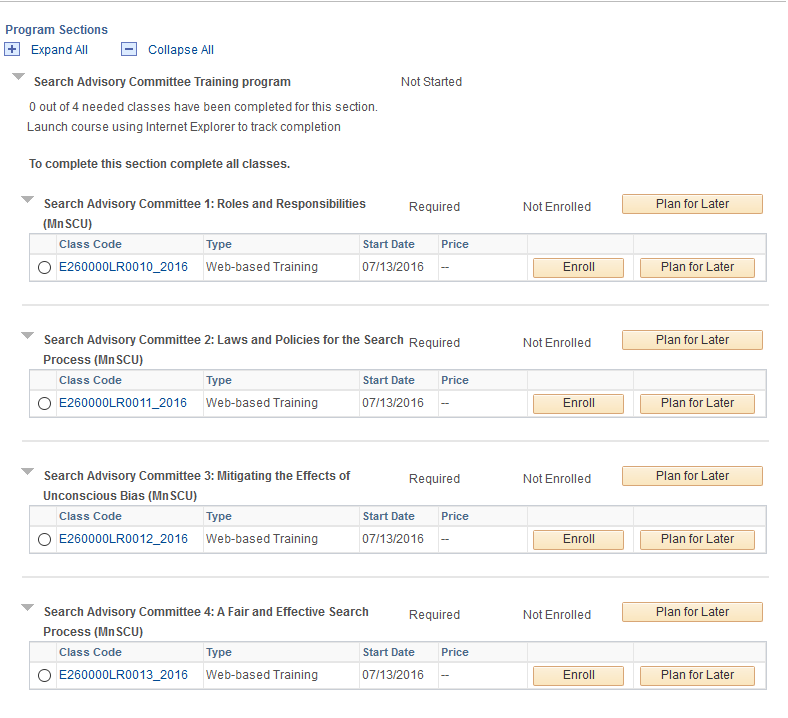 Program Sections
Expand All Collapse All
Search Advisory Committee Training program Not Started
0 out of 4 needed classes have been completed for this section.
Launch course using Internet Explorer to track completion
To complete this section complete all classes.
Search Advisory Committee 1: Roles and Responsibilities (MnSCU) Required Not Enrolled Plan for Later
Class Code Type Start Date Price
E260000LR0010_2016 Web-based Training 07/13/2016 -- Enroll Plan for Later
Search Advisory Committee 2: Laws and Policies for the Search Process (MnSCU) Required Not Enrolled Plan for Later
Class Code Type Start Date Price
E260000LR0011_2016 Web-based Training 07/13/2016 -- Enroll Plan for Later
Search Advisory Committee 3: Mitigating the Effects of Unconscious Bias (MnSCU) Required Not Enrolled Plan for Later
Class Code Type Start Date Price
E260000LR0012_2016 Web-based Training 07/13/2016 -- Enroll Plan for Later
Search Advisory Committee 4: A Fair and Effective Search Process (MnSCU) Required Not Enrolled Plan for Later
Class Code Type Start Date Price
E260000LR0013_2016 Web-based Training 07/13/2016 -- Enroll Plan for Later